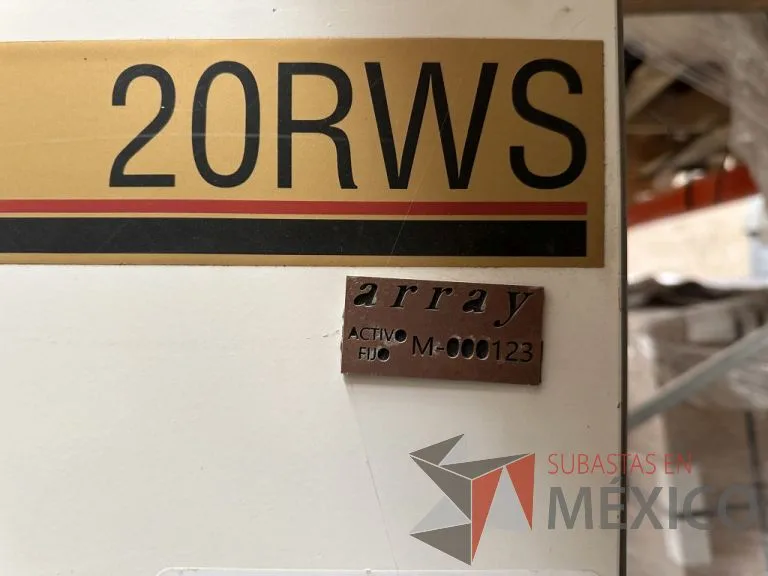 20RWS
array
ACTIVO
FIJO
M-000123
SUBASTAS EN
MÉXICO